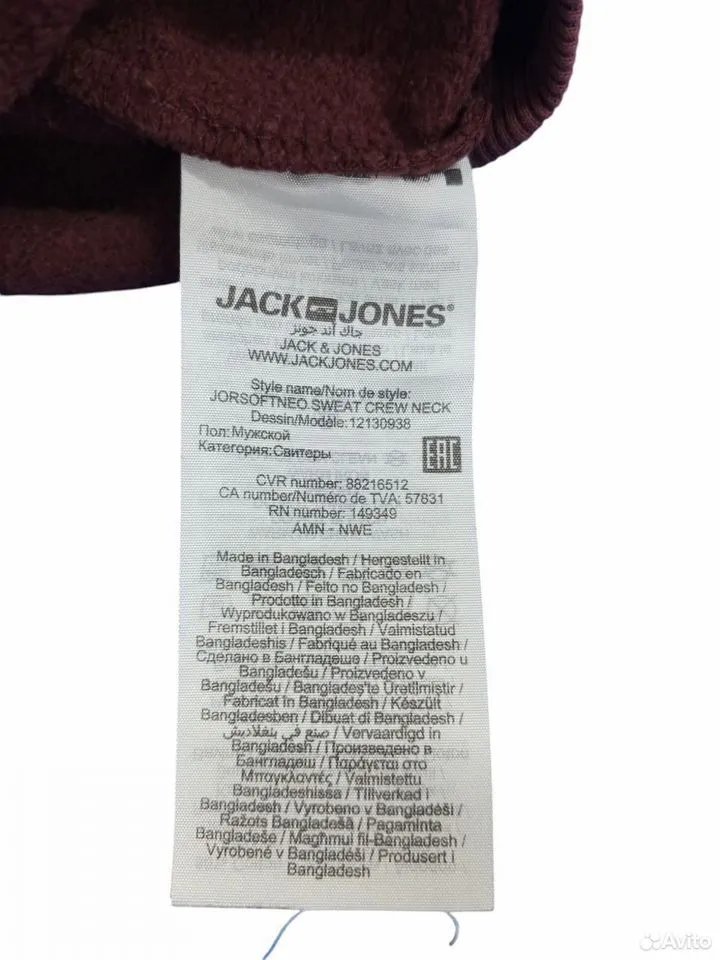 JACK JONES®
جاك أند جونز
JACK & JONES
WWW.JACKJONES.COM
Style name/Nom de style:
JORSOFTNEO SWEAT CREW NECK
Dessin/Modèle:12130938
Пол:Мужской
Категория:Свитеры
EAC
CVR number: 88216512
CA number/Numéro de TVA: 57831
RN number: 149349
AMN - NWE
Made in Bangladesh / Hergestellt in
Bangladesch / Fabricado en
Bangladesh / Feito no Bangladesh /
Prodotto in Bangladesh /
Wyprodukowano w Bangladeszu /
Fremstillet i Bangladesh / Valmistatud
Bangladeshis / Fabriqué au Bangladesh /
Сделано в Бангладеше / Proizvedeno u
Bangladešu / Proizvedeno v
Bangladešu / Bangladeş'te Üretilmiştir /
Fabricat în Bangladesh / Készült
Bangladesben / Dibuat di Bangladesh /
صنع في بنغلاديش / Vervaardigd in
Bangladesh / Произведено в
Бангладеш / Παράγεται στο
Μπαγκλαντές / Valmistettu
Bangladeshissa / Tillverkad i
Bangladesh / Vyrobeno v Bangladéši /
Ražots Bangladešā / Pagaminta
Bangladeše / Magħmul fil-Bangladesh /
Vyrobené v Bangladéši / Produsert i
Bangladesh
Avito